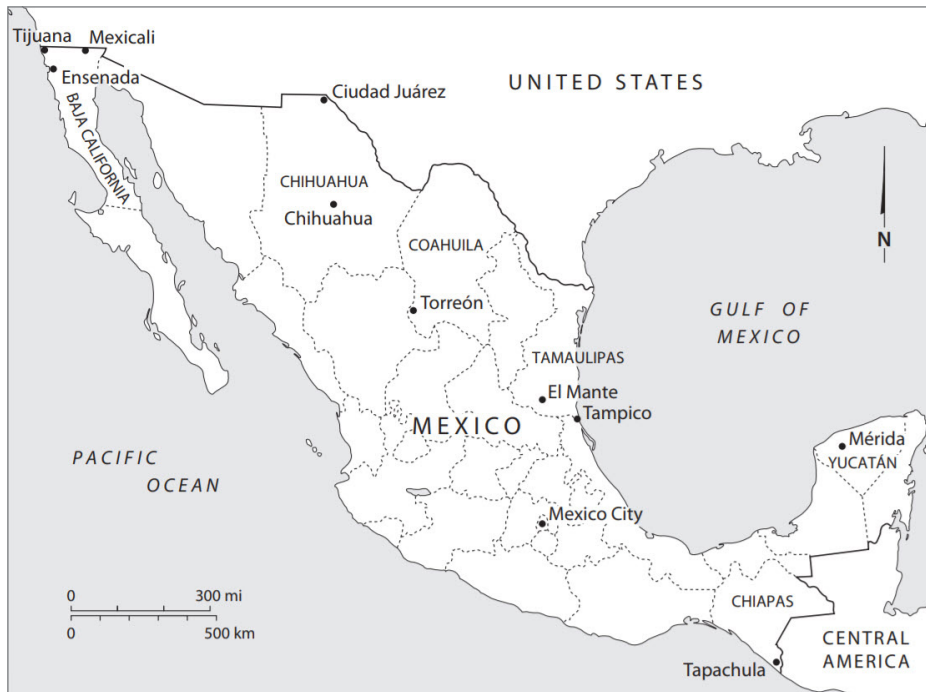 Tijuana
Mexicali
Ensenada
BAJA CALIFORNIA
Ciudad Juárez
UNITED STATES
CHIHUAHUA
Chihuahua
COAHUILA
N
Torreón
GULF OF
MEXICO
TAMAULIPAS
El Mante
Tampico
MEXICO
Mérida
YUCATÁN
PACIFIC
OCEAN
Mexico City
0 300 mi
0 500 km
CHIAPAS
CENTRAL
AMERICA
Tapachula